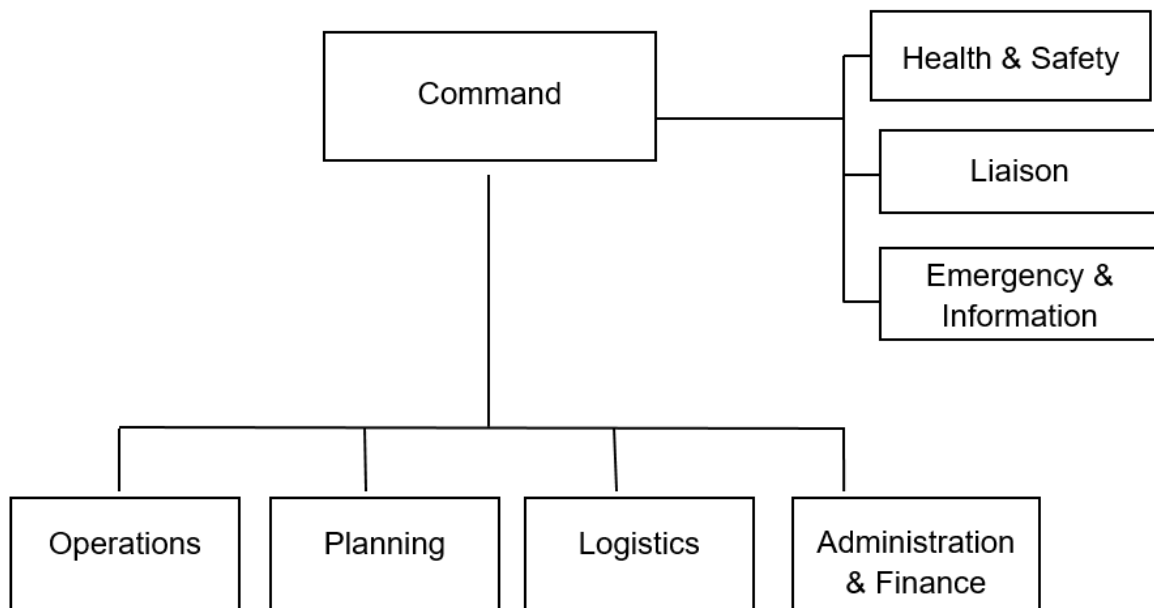 Command
Health & Safety
Liaison
Emergency &
Information
Operations
Planning
Logistics
Administration
& Finance